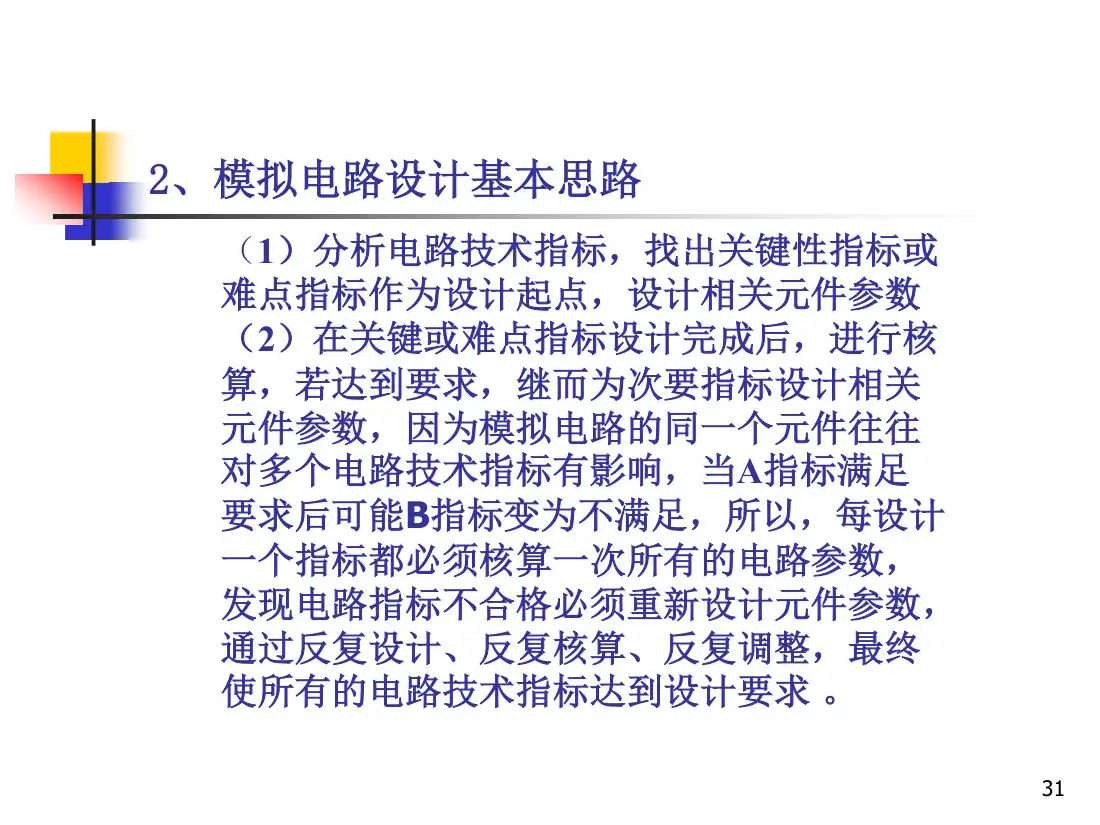 2、模拟电路设计基本思路
（1）分析电路技术指标，找出关键性指标或
难点指标作为设计起点，设计相关元件参数
（2）在关键或难点指标设计完成后，进行核
算，若达到要求，继而为次要指标设计相关
元件参数，因为模拟电路的同一个元件往往
对多个电路技术指标有影响，当A指标满足
要求后可能B指标变为不满足，所以，每设计
一个指标都必须核算一次所有的电路参数，
发现电路指标不合格必须重新设计元件参数，
通过反复设计、反复核算、反复调整，最终
使所有的电路技术指标达到设计要求 。
31